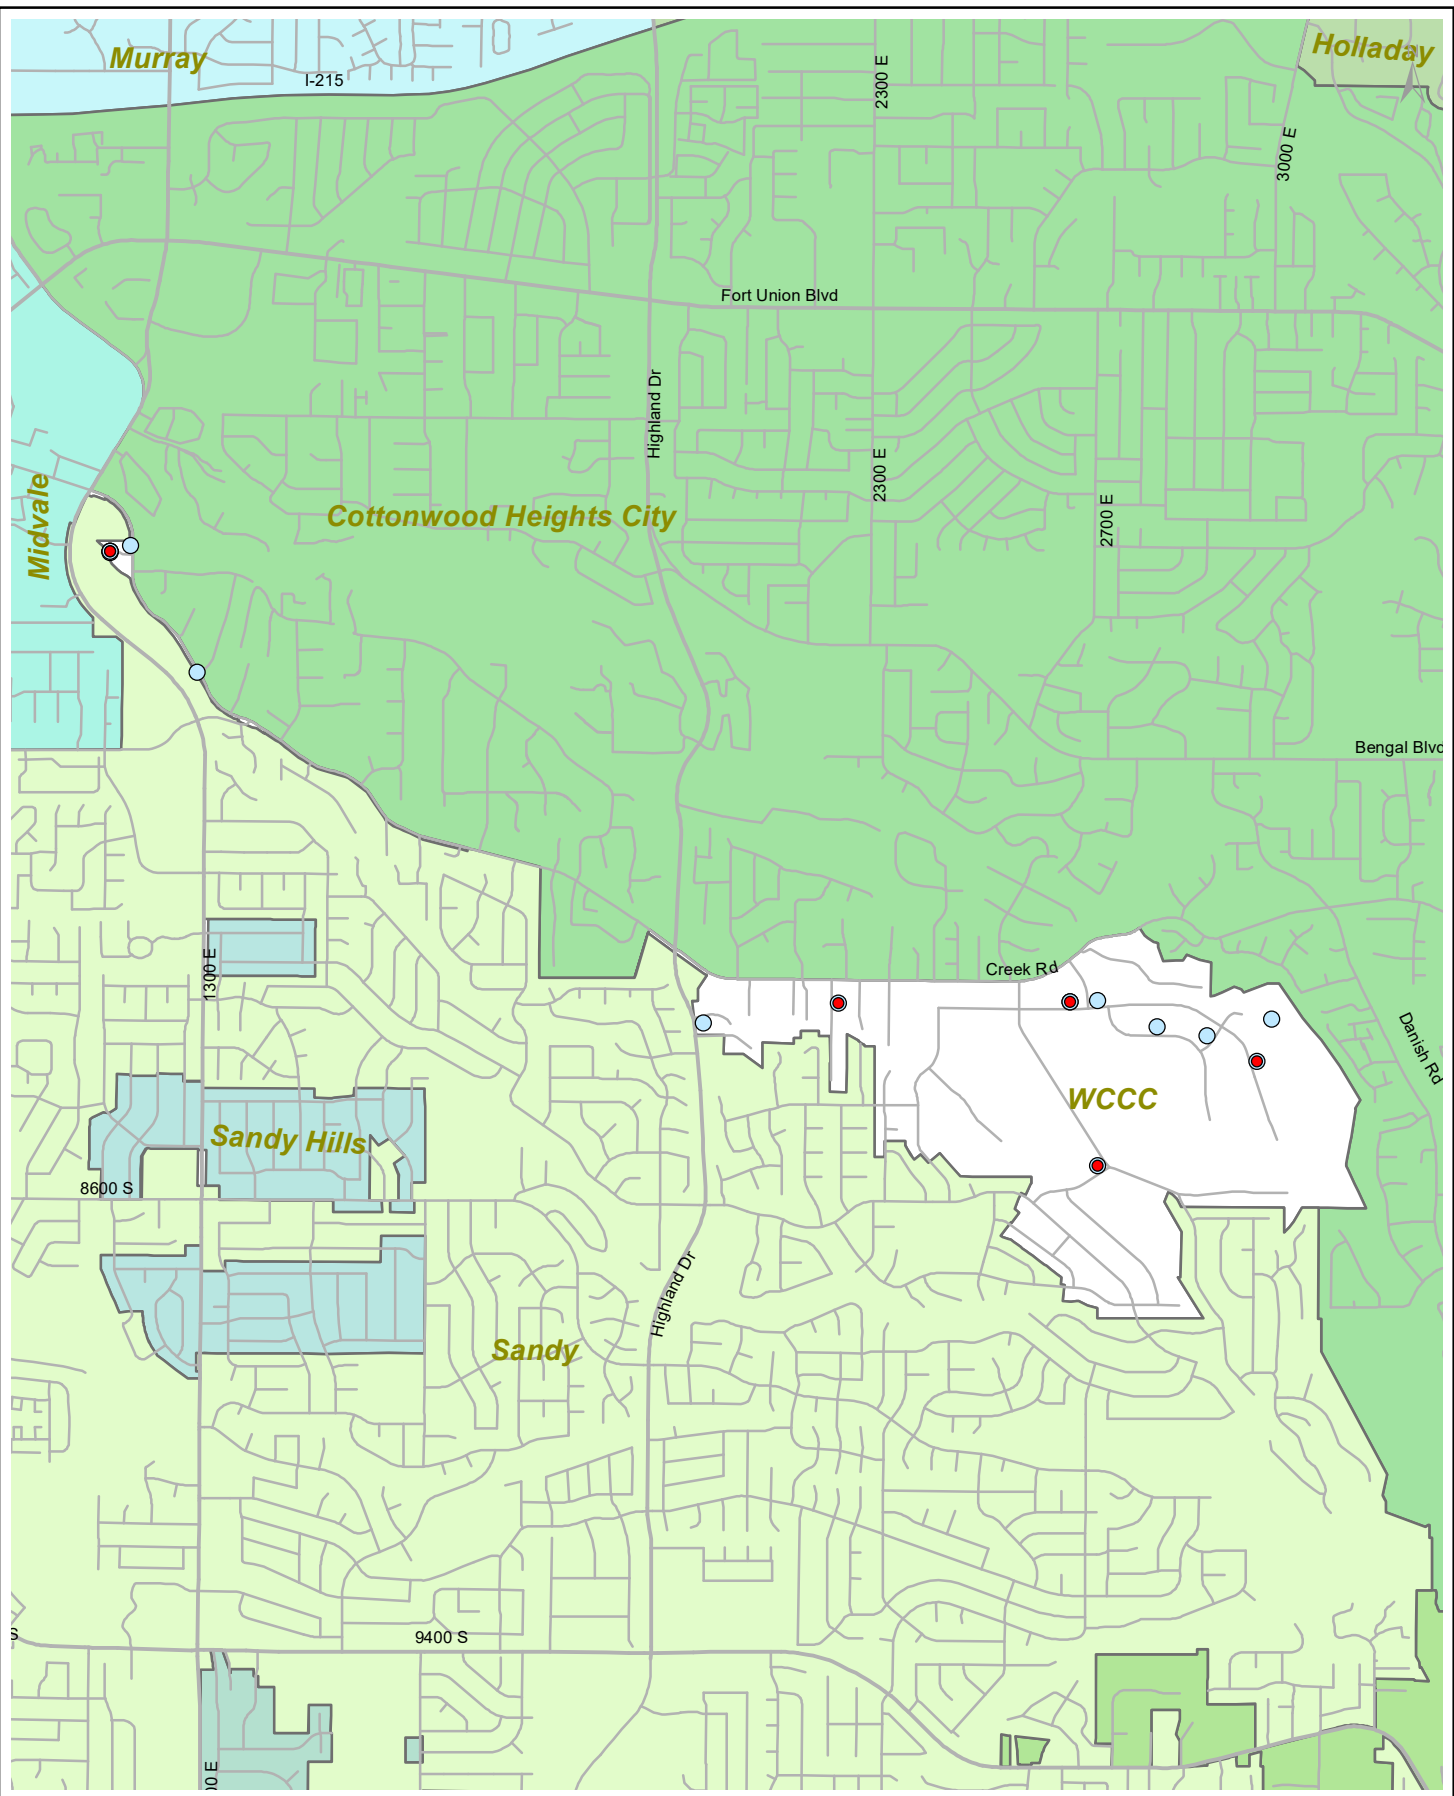 Murray
Holladay
I-215
2300 E
3000 E
Fort Union Blvd
Highland Dr
2300 E
Midvale
Cottonwood Heights City
2700 E
Bengal Blvd
1300 E
Creek Rd
Danish Rd
WCCC
Sandy Hills
8600 S
Highland Dr
Sandy
S
9400 S
00 E